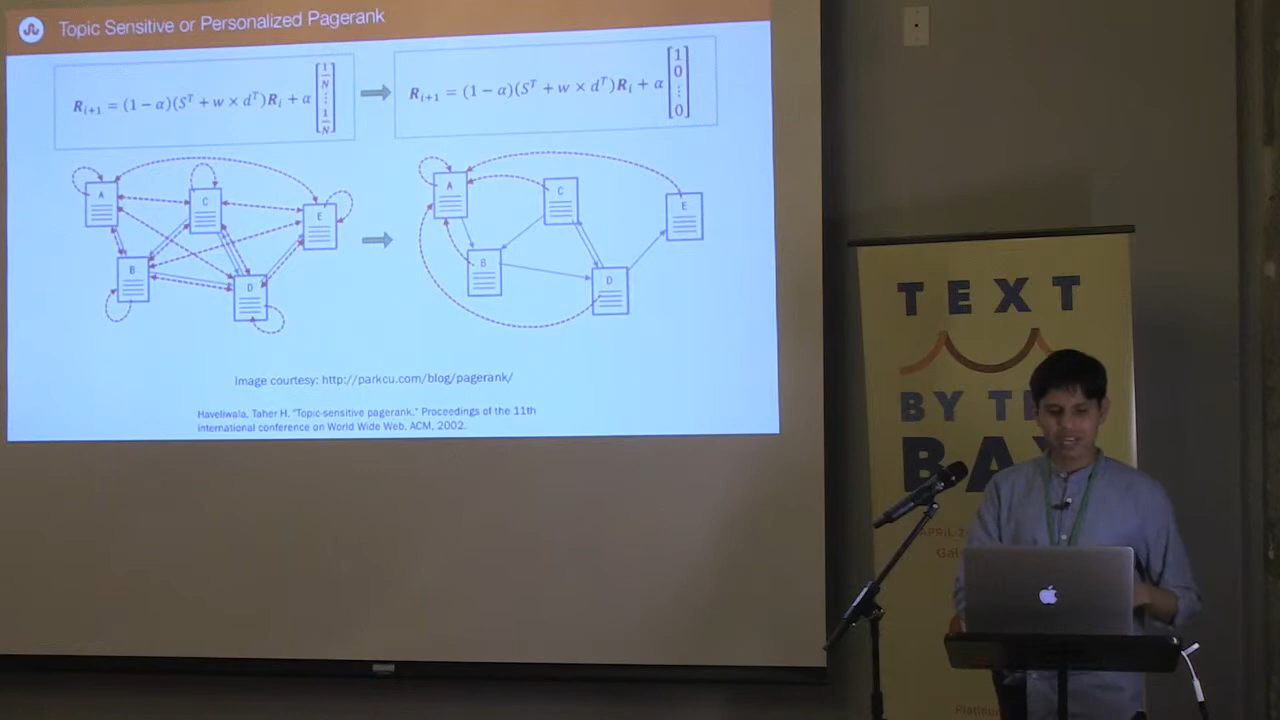 Topic Sensitive or Personalized Pagerank
R_{i+1} = (1 − α)(S^T + w × d^T)R_i + α [1/N ⋮ 1/N]
R_{i+1} = (1 − α)(S^T + w × d^T)R_i + α [1 0 ⋮ 0]
A
C
E
B
D
A
C
E
B
D
Image courtesy: http://parkcu.com/blog/pagerank/
Haveliwala, Taher H. "Topic-sensitive pagerank." Proceedings of the 11th
international conference on World Wide Web. ACM, 2002.
TEXT
BY
BA
APRIL